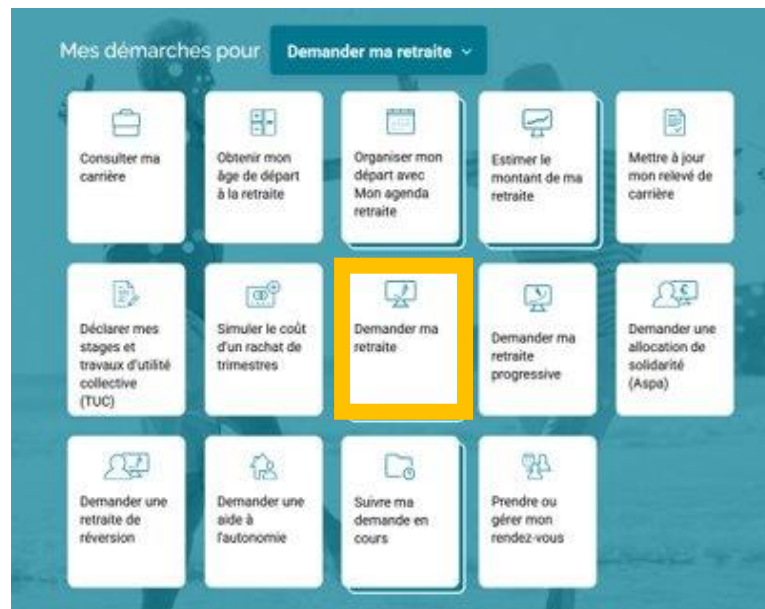 Mes démarches pour Demander ma retraite
Consulter ma
carrière
Obtenir mon
âge de départ
à la retraite
Organiser mon
départ avec
Mon agenda
retraite
Estimer le
montant de ma
retraite
Mettre à jour
mon relevé de
carrière
Déclarer mes
stages et
travaux d'utilité
collective
(TUC)
Simuler le coût
d'un rachat de
trimestres
Demander ma
retraite
Demander ma
retraite
progressive
Demander une
allocation de
solidarité
(Aspa)
Demander une
retraite de
réversion
Demander une
aide à
l'autonomie
Suivre ma
demande en
cours
Prendre ou
gérer mon
rendez-vous